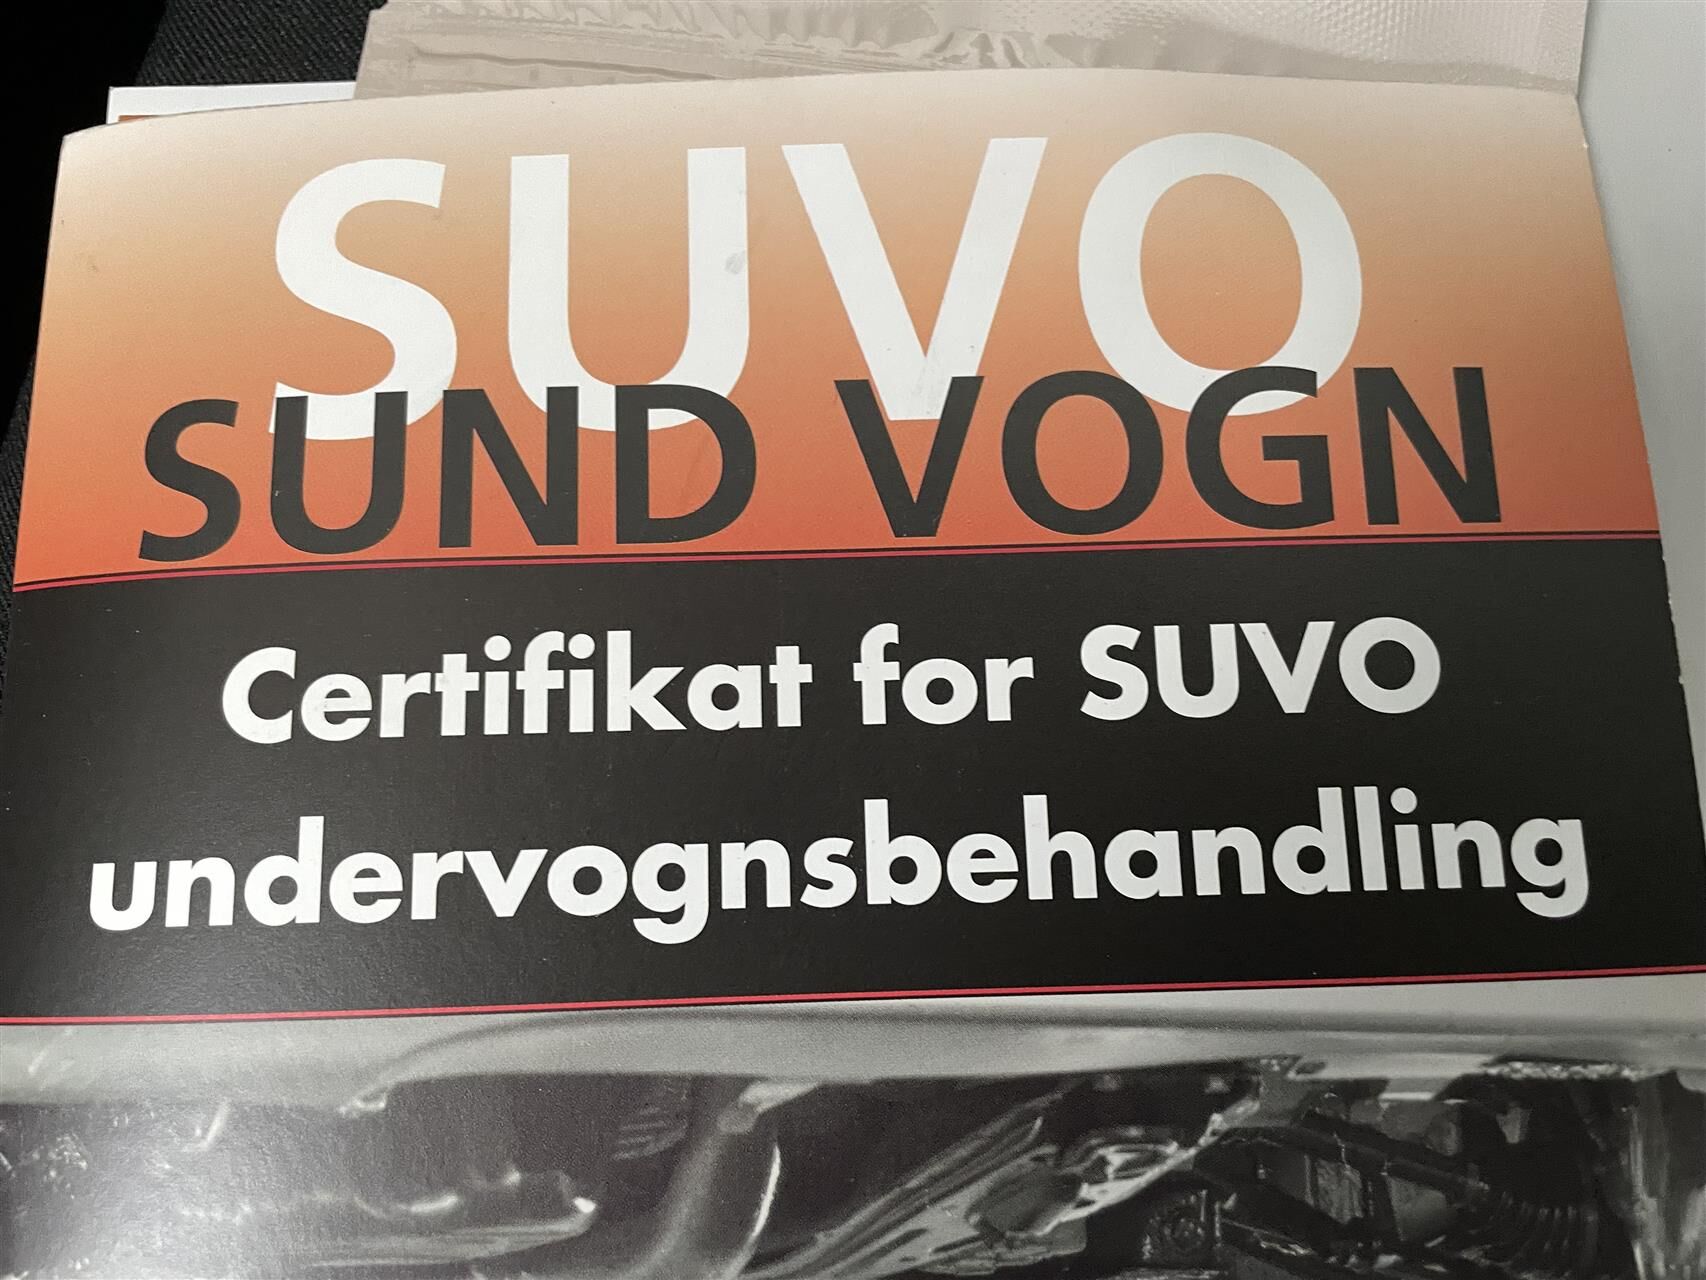 SUVO
SUND VOGN
Certifikat for SUVO
undervognsbehandling